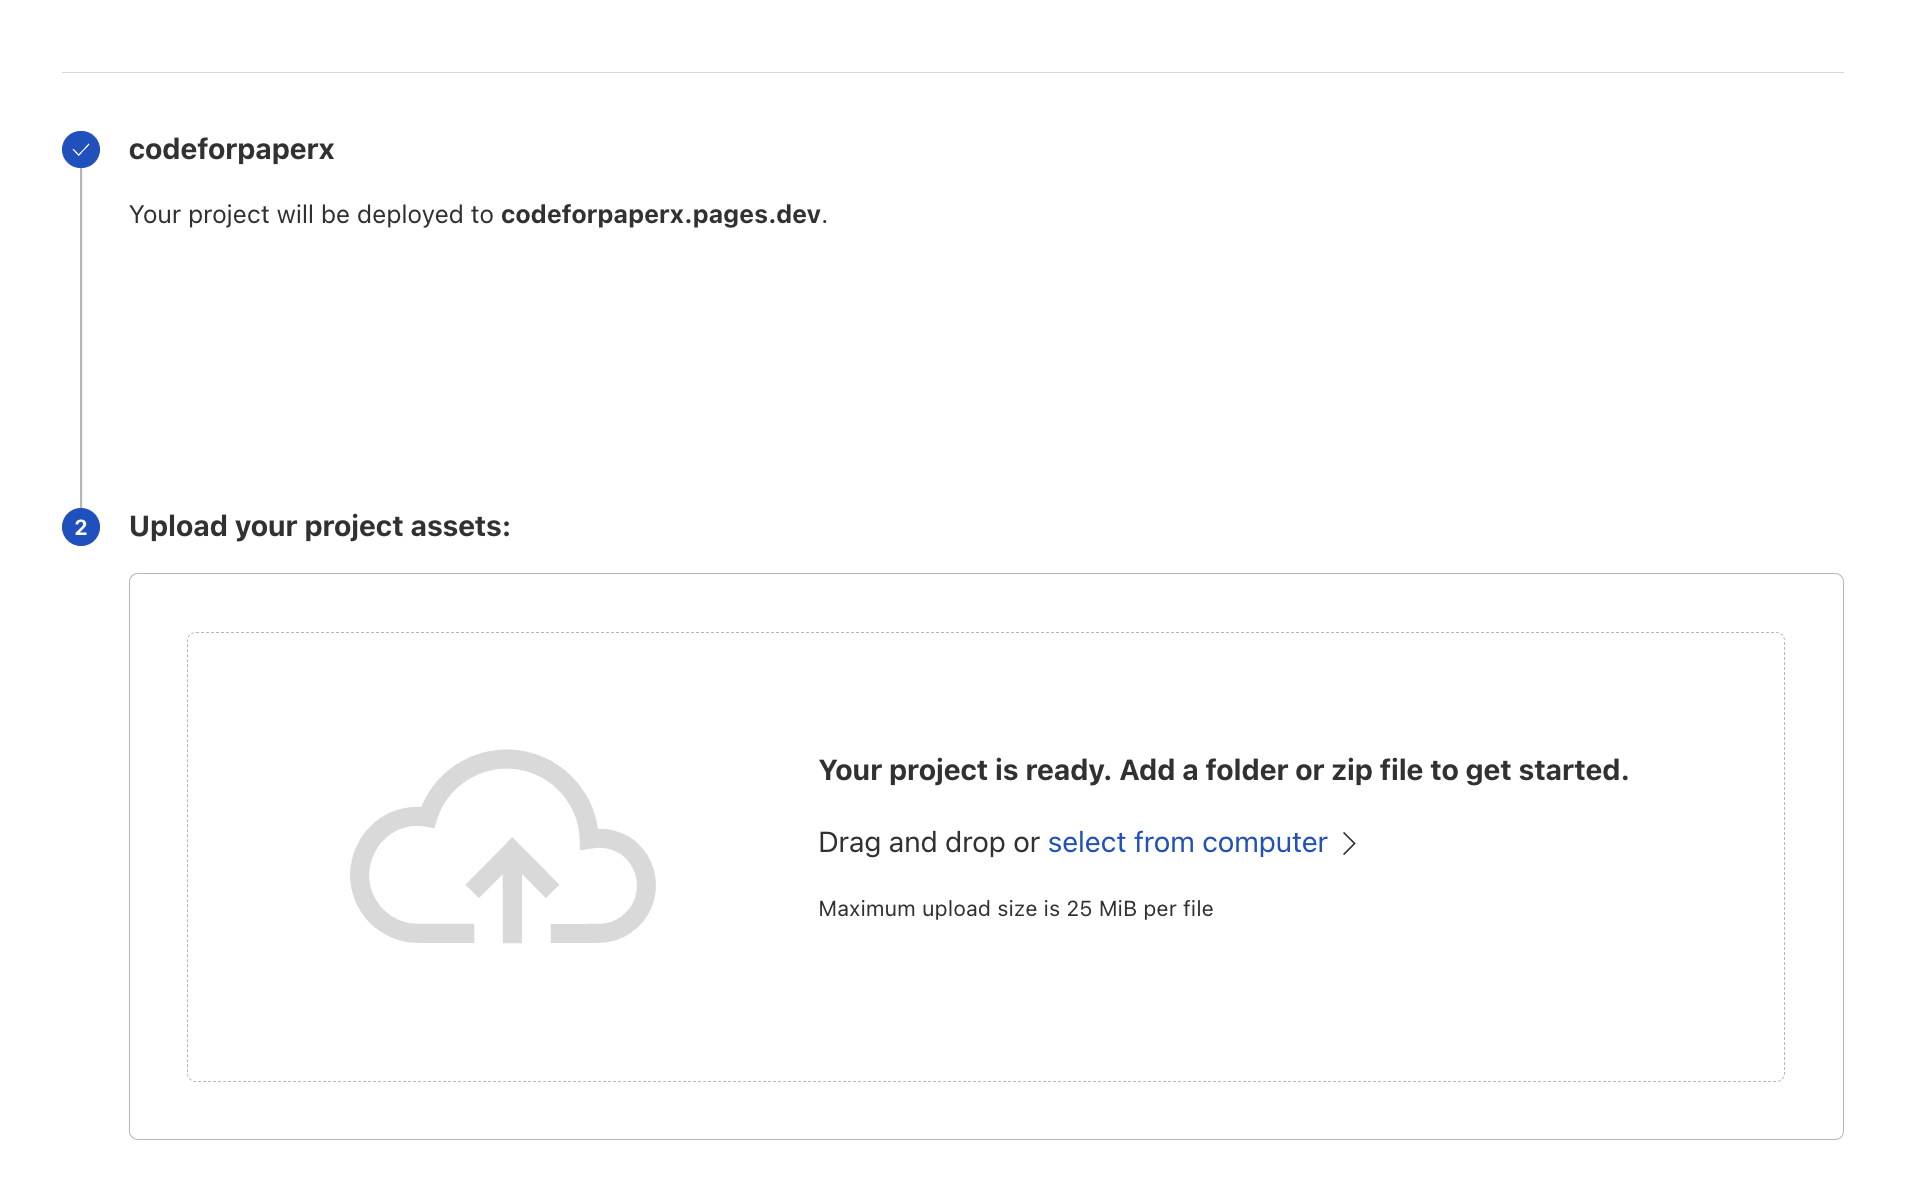 codeforpaperx
Your project will be deployed to codeforpaperx.pages.dev.
2
Upload your project assets:
Your project is ready. Add a folder or zip file to get started.
Drag and drop or select from computer
Maximum upload size is 25 MiB per file